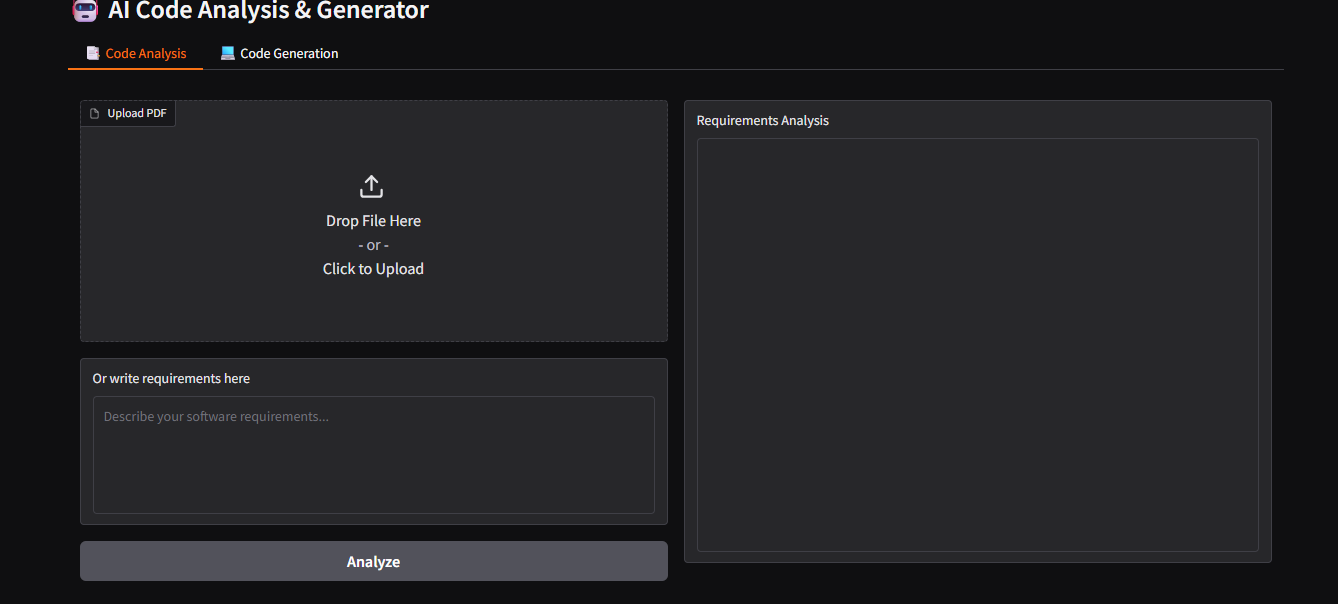 AI Code Analysis & Generator
Code Analysis
Code Generation
Upload PDF
Drop File Here
- or -
Click to Upload
Or write requirements here
Describe your software requirements...
Analyze
Requirements Analysis